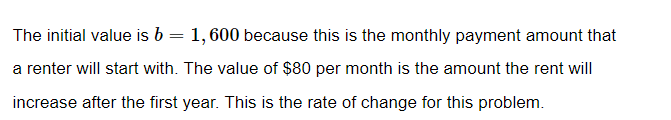 The initial value is b = 1,600 because this is the monthly payment amount that
a renter will start with. The value of $80 per month is the amount the rent will
increase after the first year. This is the rate of change for this problem.